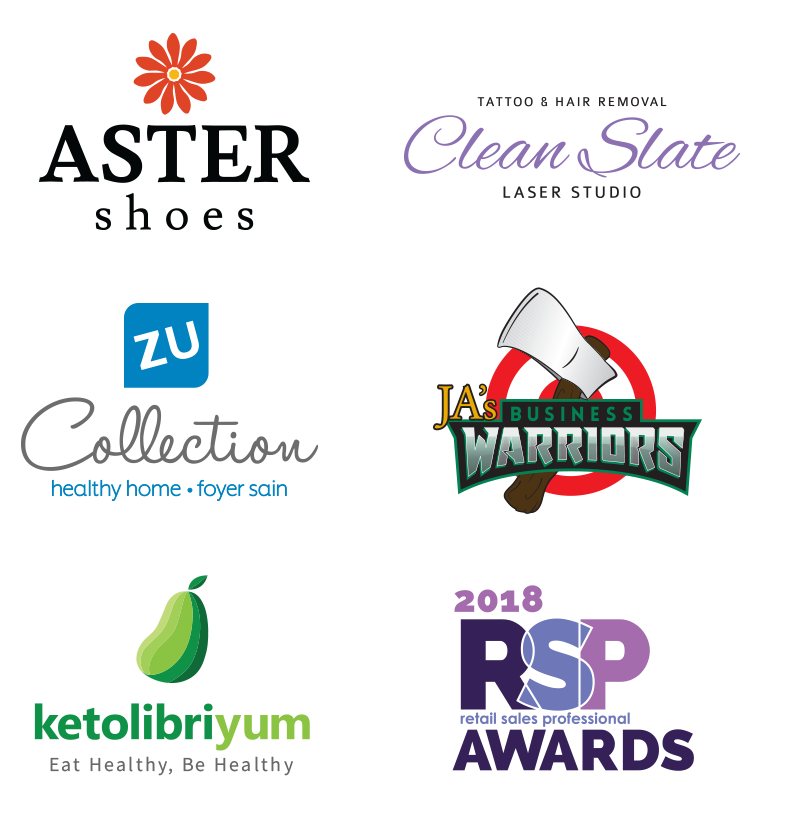 ASTER
shoes
TATTOO & HAIR REMOVAL
Clean Slate
LASER STUDIO
ZU
Collection
healthy home • foyer sain
JA's BUSINESS
WARRIORS
ketolibriyum
Eat Healthy, Be Healthy
2018
RSP
retail sales professional
AWARDS